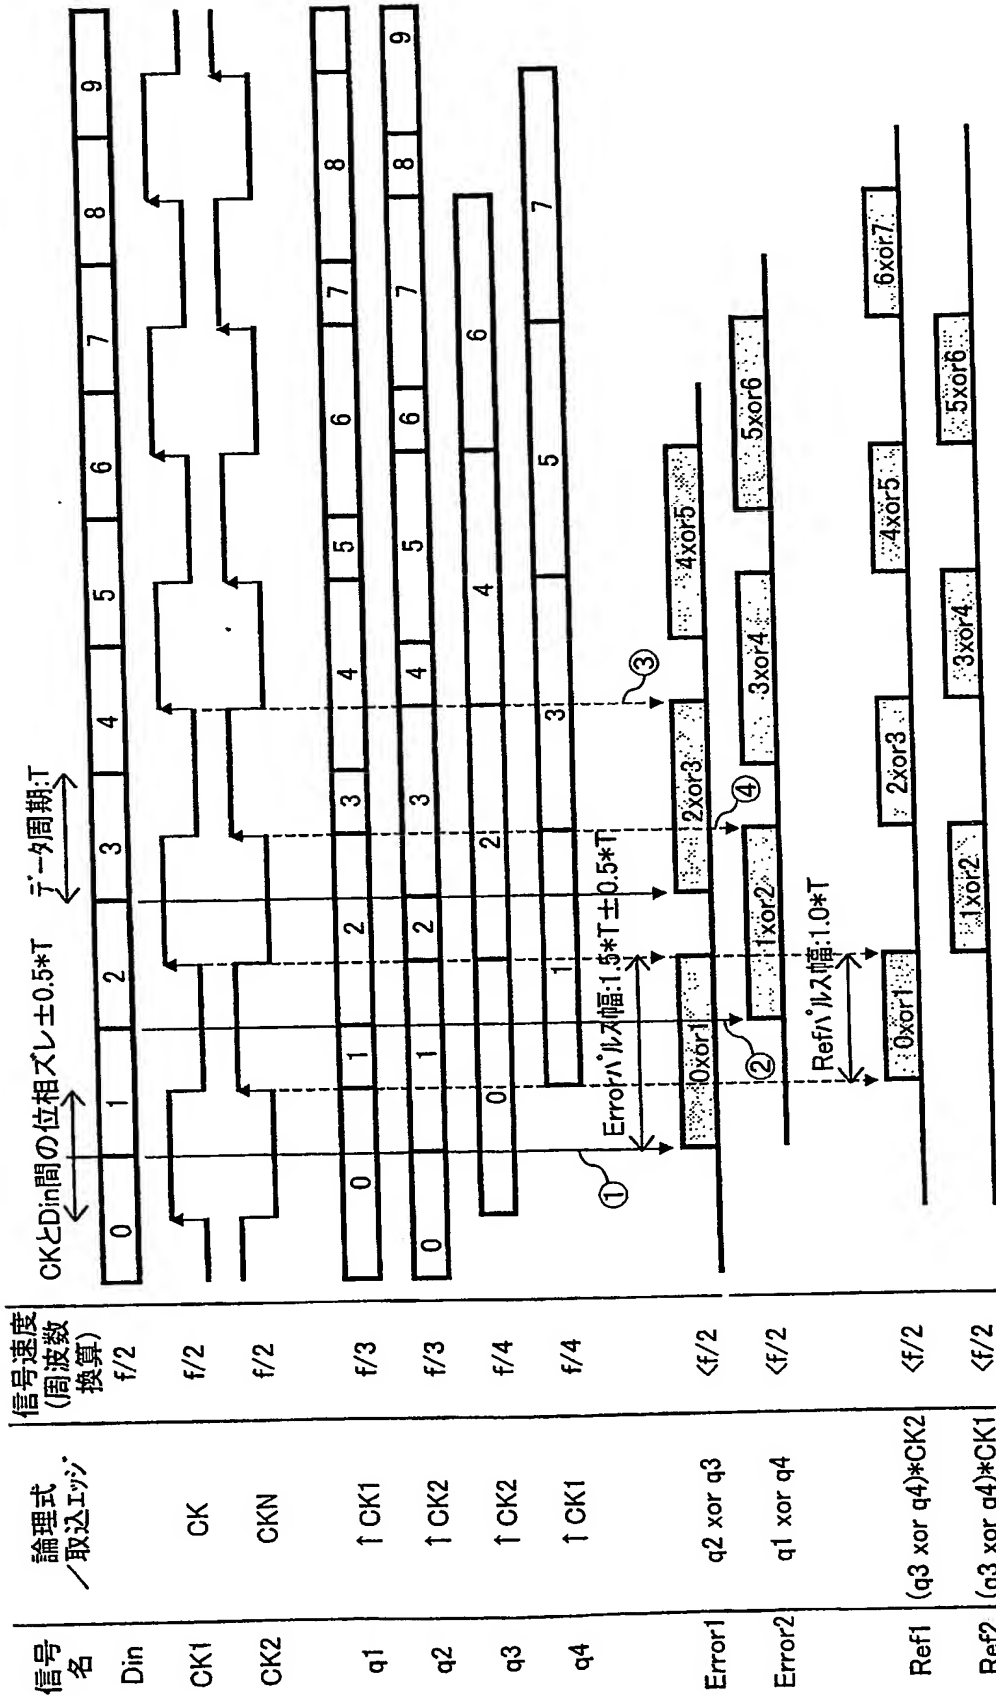 信号名 論理式／取込エッジ 信号速度(周波数換算)
CKとDin間の位相ズレ±0.5*T
データ周期:T
Din f/2 0 1 2 3 4 5 6 7 8 9
CK1 CK f/2
CK2 CKN f/2
q1 ↑CK1 f/3 0 1 2 3 4 5 6 7 8
q2 ↑CK2 f/3 0 1 2 3 4 5 6 7 8 9
q3 ↑CK2 f/4 0 2 4 6
q4 ↑CK1 f/4 1 3 5 7
① Errorパルス幅:1.5*T±0.5*T ③
Error1 q2 xor q3 <f/2 0xor1 2xor3 4xor5
② ④
Error2 q1 xor q4 <f/2 1xor2 3xor4 5xor6
Refパルス幅:1.0*T
Ref1 (q3 xor q4)*CK2 <f/2 0xor1 2xor3 4xor5 6xor7
Ref2 (q3 xor q4)*CK1 <f/2 1xor2 3xor4 5xor6